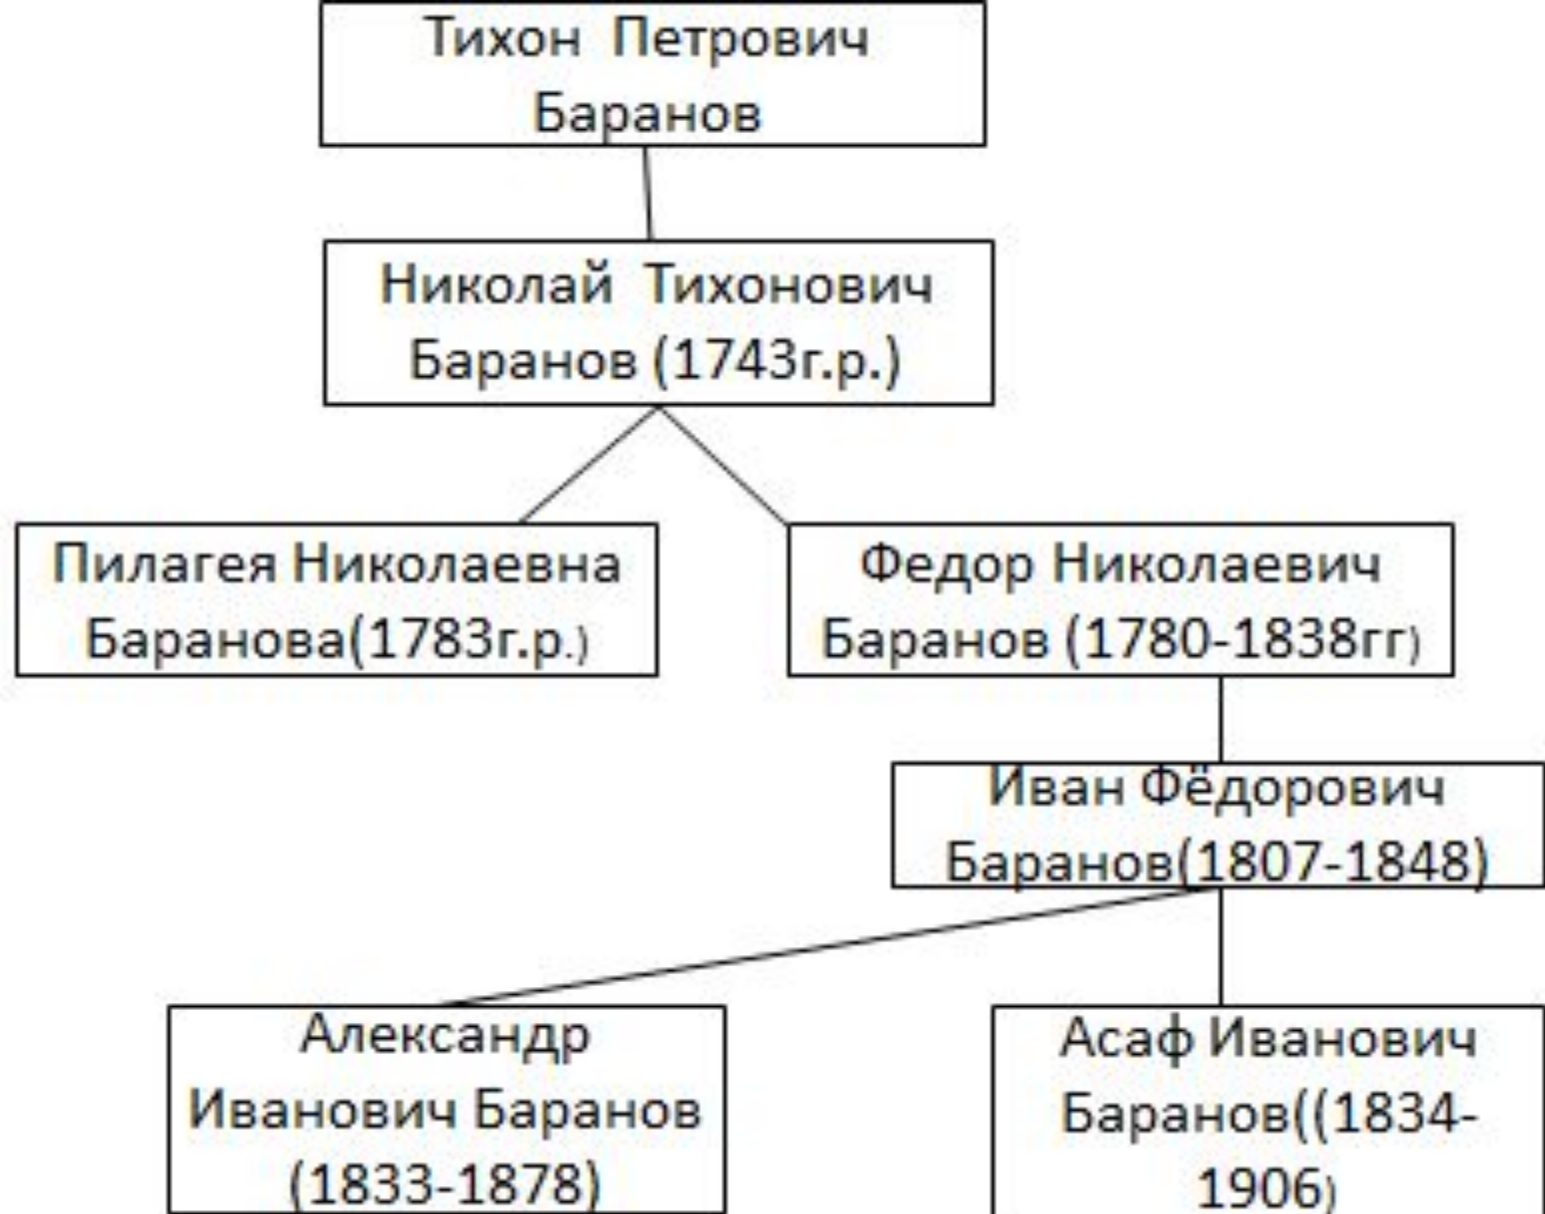 Тихон Петрович
Баранов
Николай Тихонович
Баранов (1743г.р.)
Пилагея Николаевна
Баранова(1783г.р.)
Федор Николаевич
Баранов (1780-1838гг)
Иван Фёдорович
Баранов(1807-1848)
Александр
Иванович Баранов
(1833-1878)
Асаф Иванович
Баранов((1834-
1906)